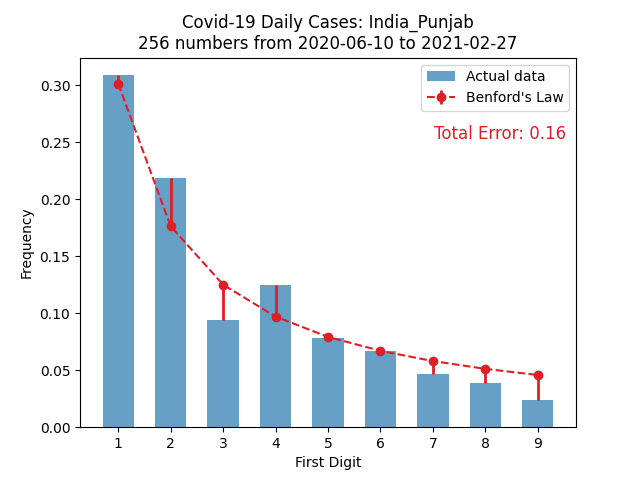 Covid-19 Daily Cases: India_Punjab
256 numbers from 2020-06-10 to 2021-02-27
Actual data
Benford's Law
Total Error: 0.16
Frequency
0.30
0.25
0.20
0.15
0.10
0.05
0.00
1 2 3 4 5 6 7 8 9
First Digit